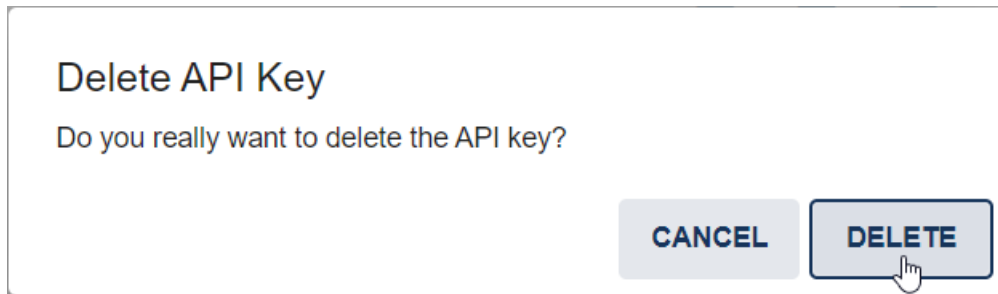 Delete API Key
Do you really want to delete the API key?
CANCEL DELETE